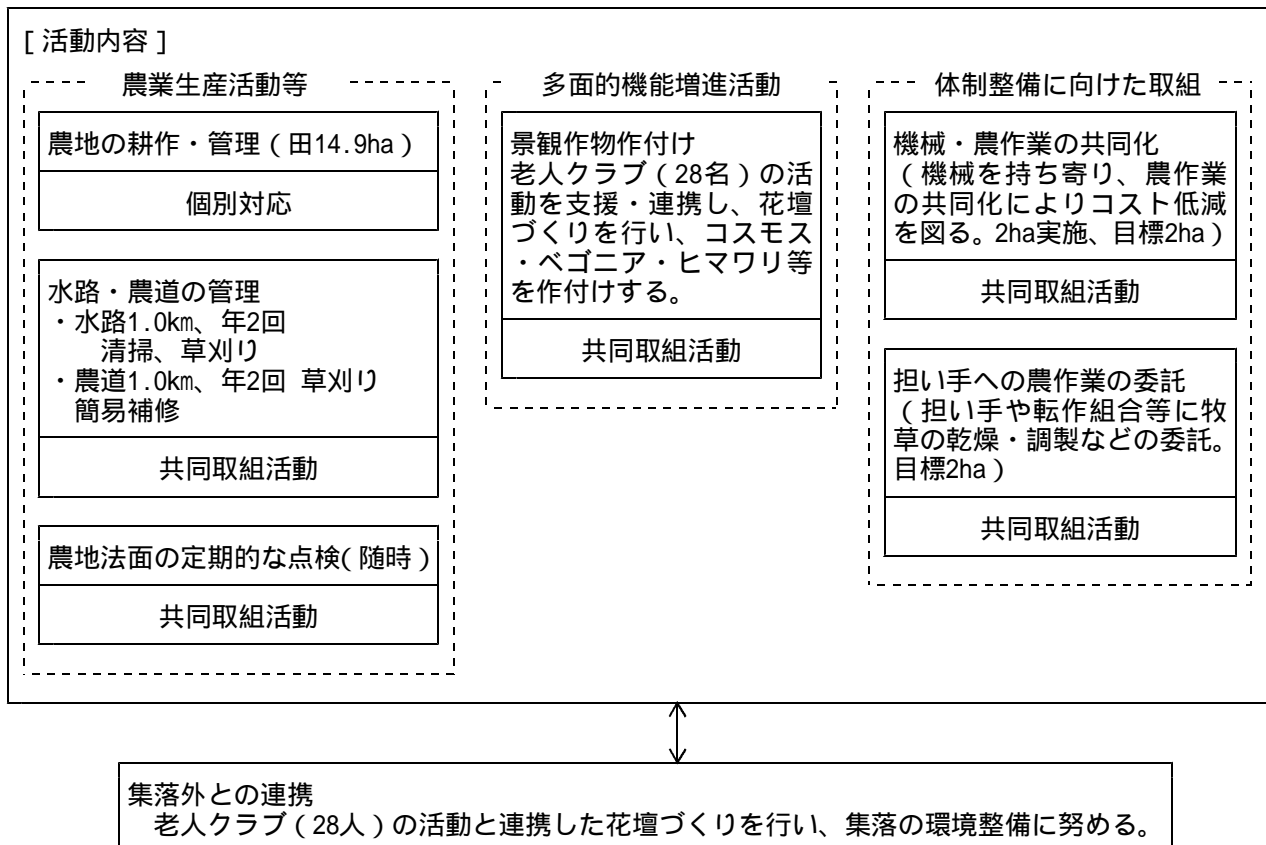 [ 活動内容 ]
農業生産活動等
農地の耕作・管理（田14.9ha）
個別対応
水路・農道の管理
・水路1.0km、年2回
清掃、草刈り
・農道1.0km、年2回 草刈り
簡易補修
共同取組活動
農地法面の定期的な点検(随時)
共同取組活動
多面的機能増進活動
景観作物作付け
老人クラブ（28名）の活
動を支援・連携し、花壇
づくりを行い、コスモス
・ベゴニア・ヒマワリ等
を作付けする。
共同取組活動
体制整備に向けた取組
機械・農作業の共同化
（機械を持ち寄り、農作業
の共同化によりコスト低減
を図る。2ha実施、目標2ha）
共同取組活動
担い手への農作業の委託
（担い手や転作組合等に牧
草の乾燥・調製などの委託。
目標2ha）
共同取組活動
集落外との連携
老人クラブ（28人）の活動と連携した花壇づくりを行い、集落の環境整備に努める。